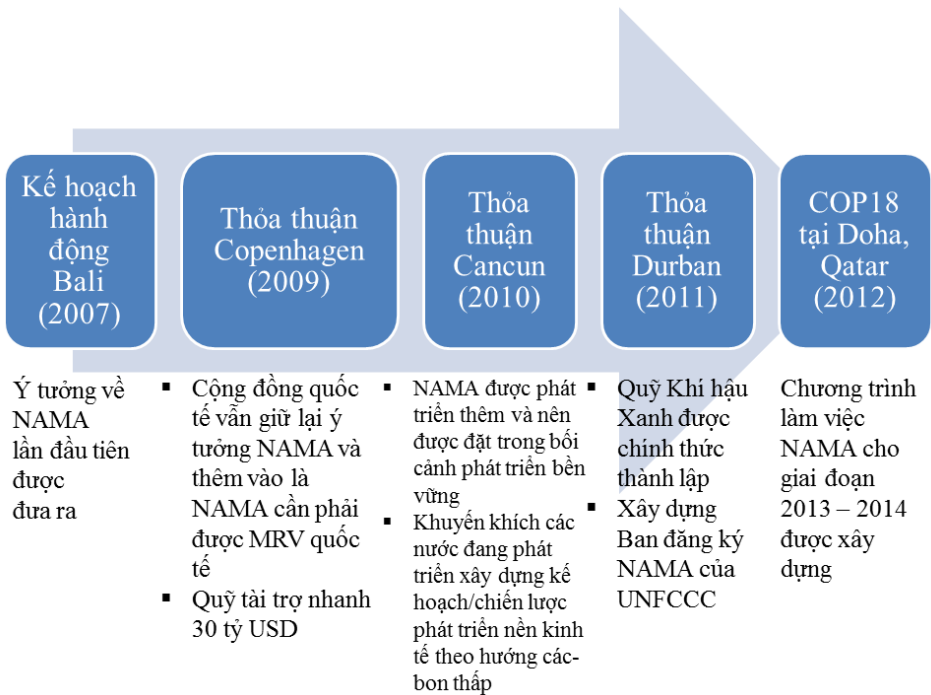 Kế hoạch
hành
động
Bali
(2007)
Ý tưởng về
NAMA
lần đầu tiên
được
đưa ra
Thỏa thuận
Copenhagen
(2009)
▪ Cộng đồng quốc
tế vẫn giữ lại ý
tưởng NAMA và
thêm vào là
NAMA cần phải
được MRV quốc
tế
▪ Quỹ tài trợ nhanh
30 tỷ USD
Thỏa
thuận
Cancun
(2010)
▪ NAMA được phát
triển thêm và nên
được đặt trong bối
cảnh phát triển bền
vững
▪ Khuyến khích các
nước đang phát
triển xây dựng kế
hoạch/chiến lược
phát triển nền kinh
tế theo hướng các-
bon thấp
Thỏa
thuận
Durban
(2011)
▪ Quỹ Khí hậu
Xanh được
chính thức
thành lập
▪ Xây dựng
Ban đăng ký
NAMA của
UNFCCC
COP18
tại Doha,
Qatar
(2012)
Chương trình
làm việc
NAMA cho
giai đoạn
2013 – 2014
được xây
dựng